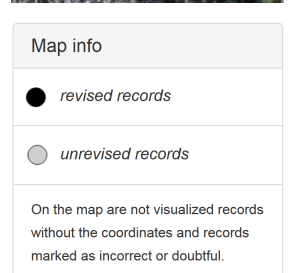 Map info
revised records
unrevised records
On the map are not visualized records
without the coordinates and records
marked as incorrect or doubtful.